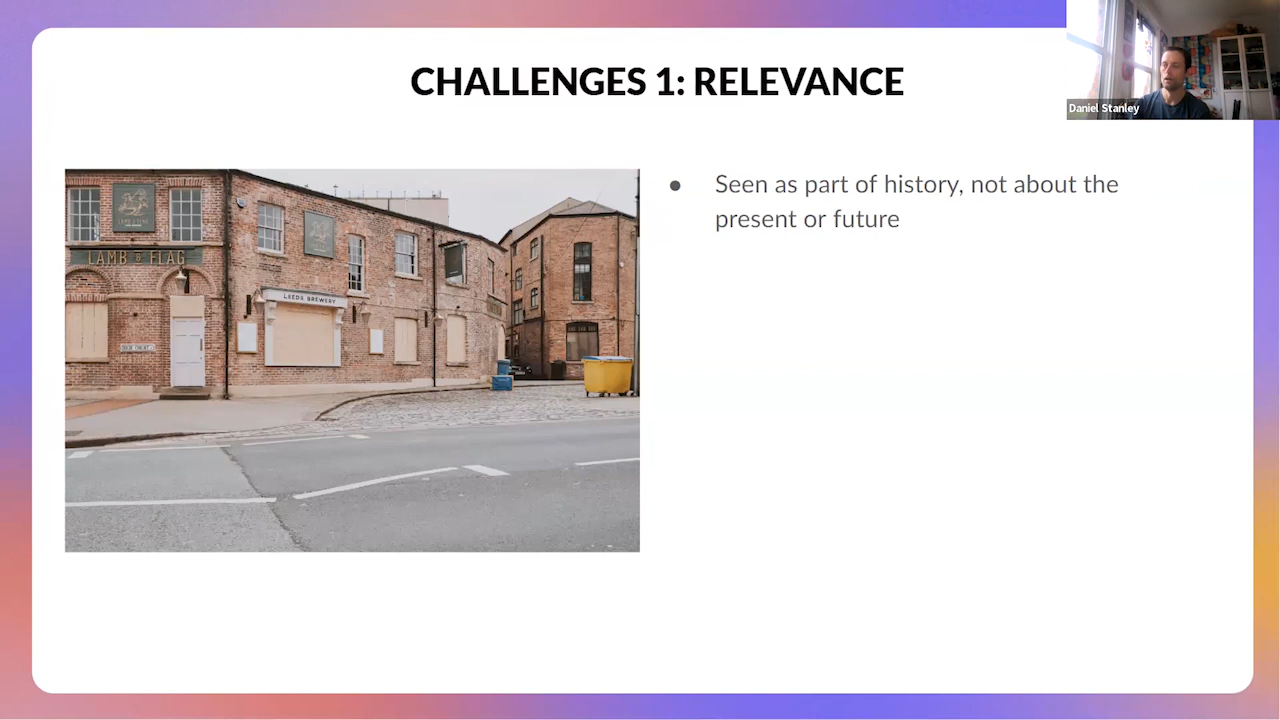 CHALLENGES 1: RELEVANCE
Daniel Stanley
Seen as part of history, not about the
present or future
LAMB & FLAG
LEEDS BREWERY